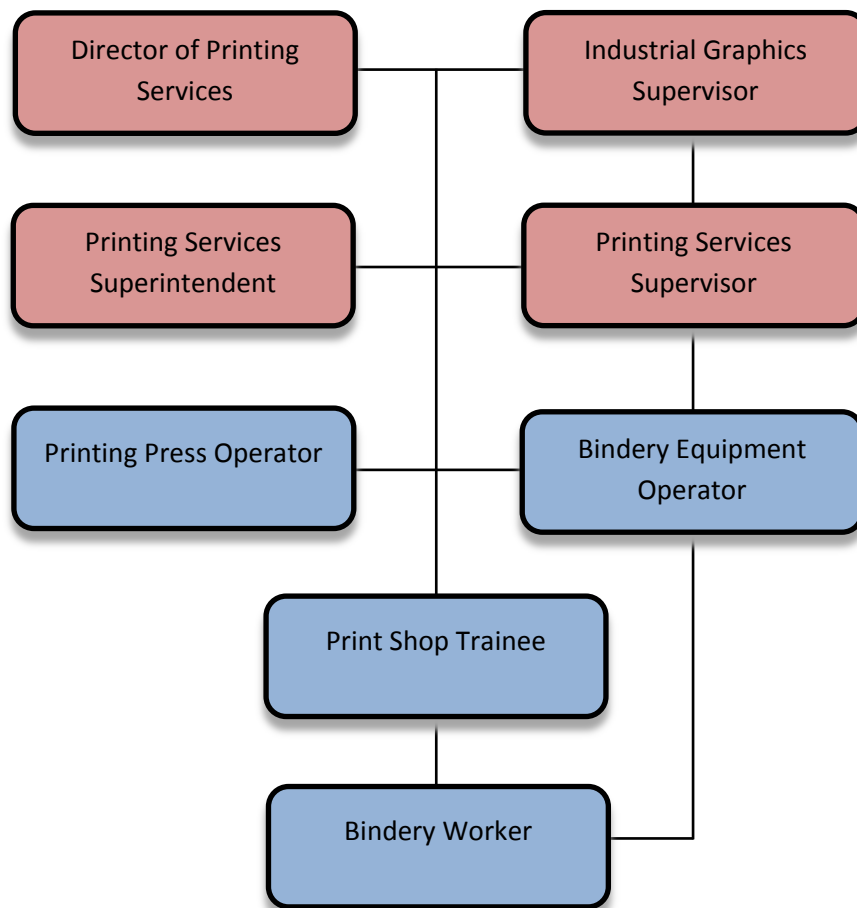 Director of Printing
Services
Industrial Graphics
Supervisor
Printing Services
Superintendent
Printing Services
Supervisor
Printing Press Operator
Bindery Equipment
Operator
Print Shop Trainee
Bindery Worker